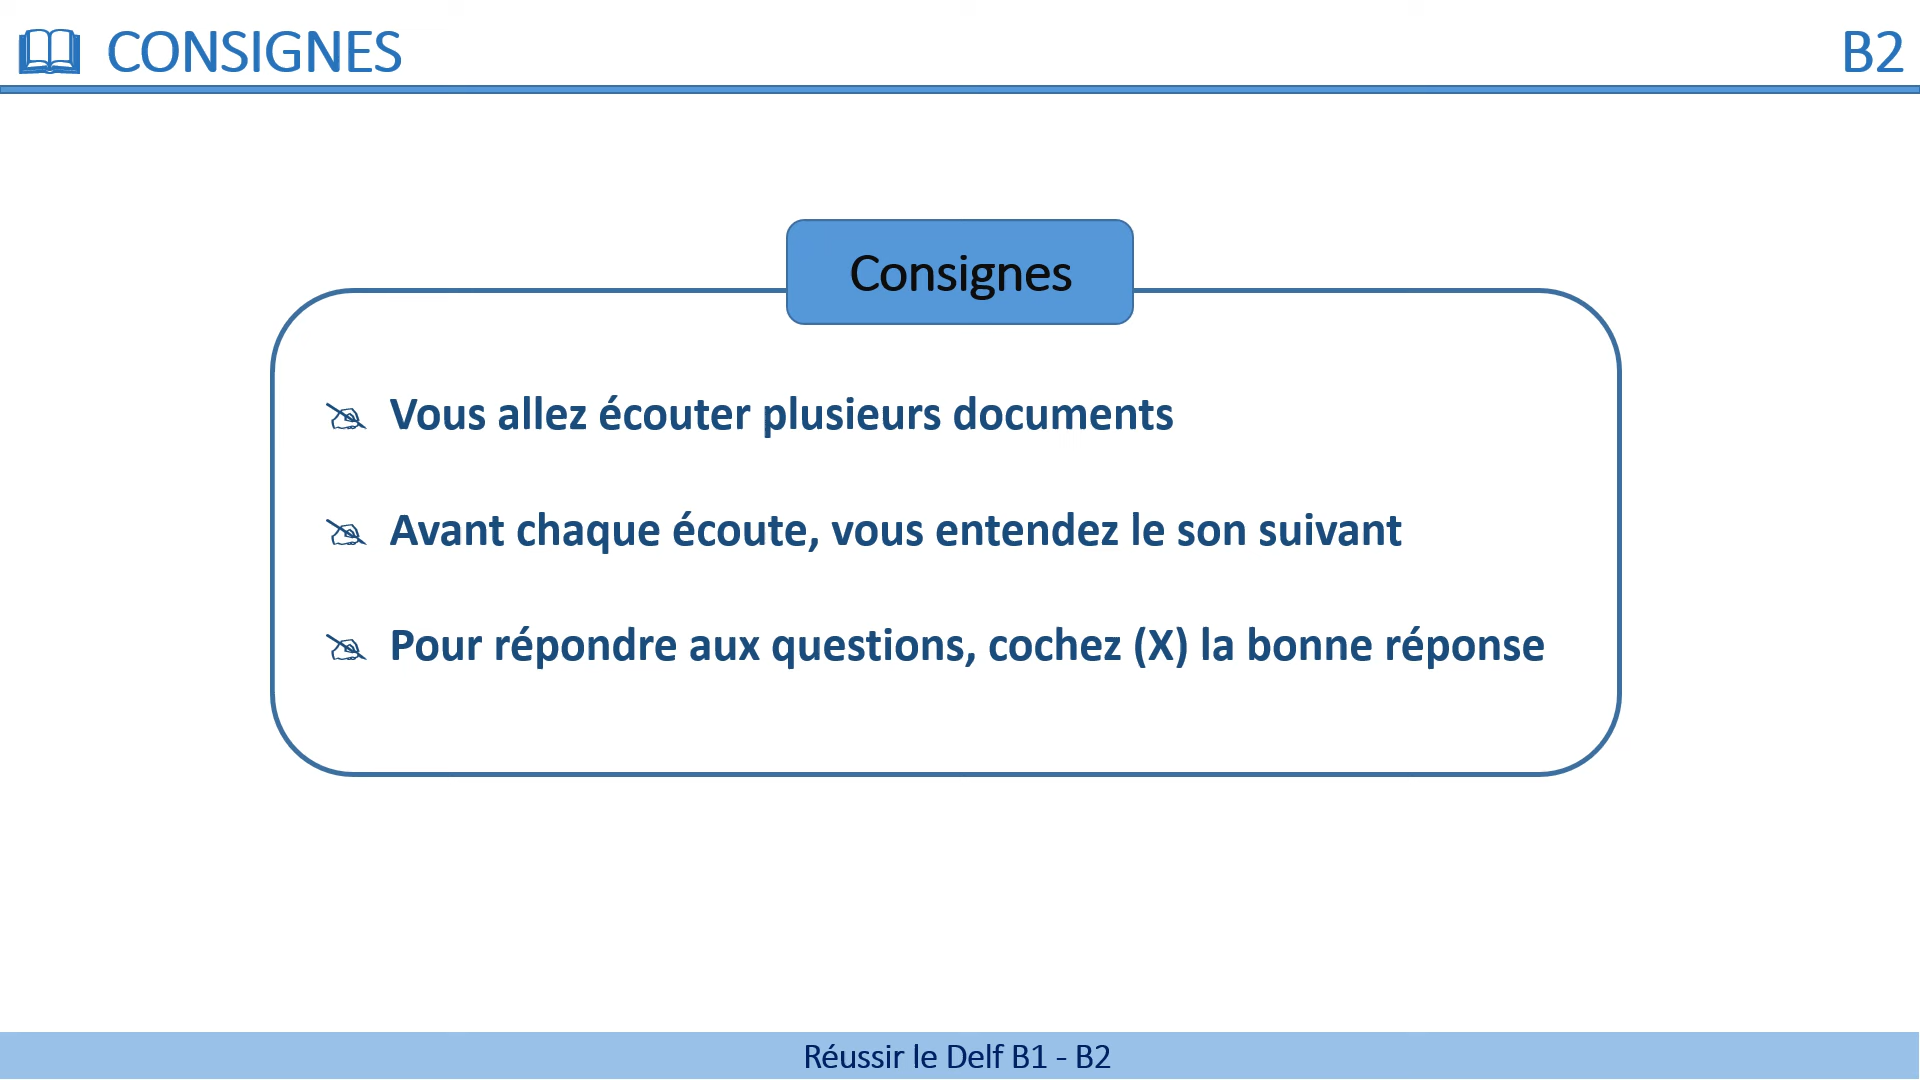 CONSIGNES
B2
Consignes
Vous allez écouter plusieurs documents
Avant chaque écoute, vous entendez le son suivant
Pour répondre aux questions, cochez (X) la bonne réponse
Réussir le Delf B1 - B2